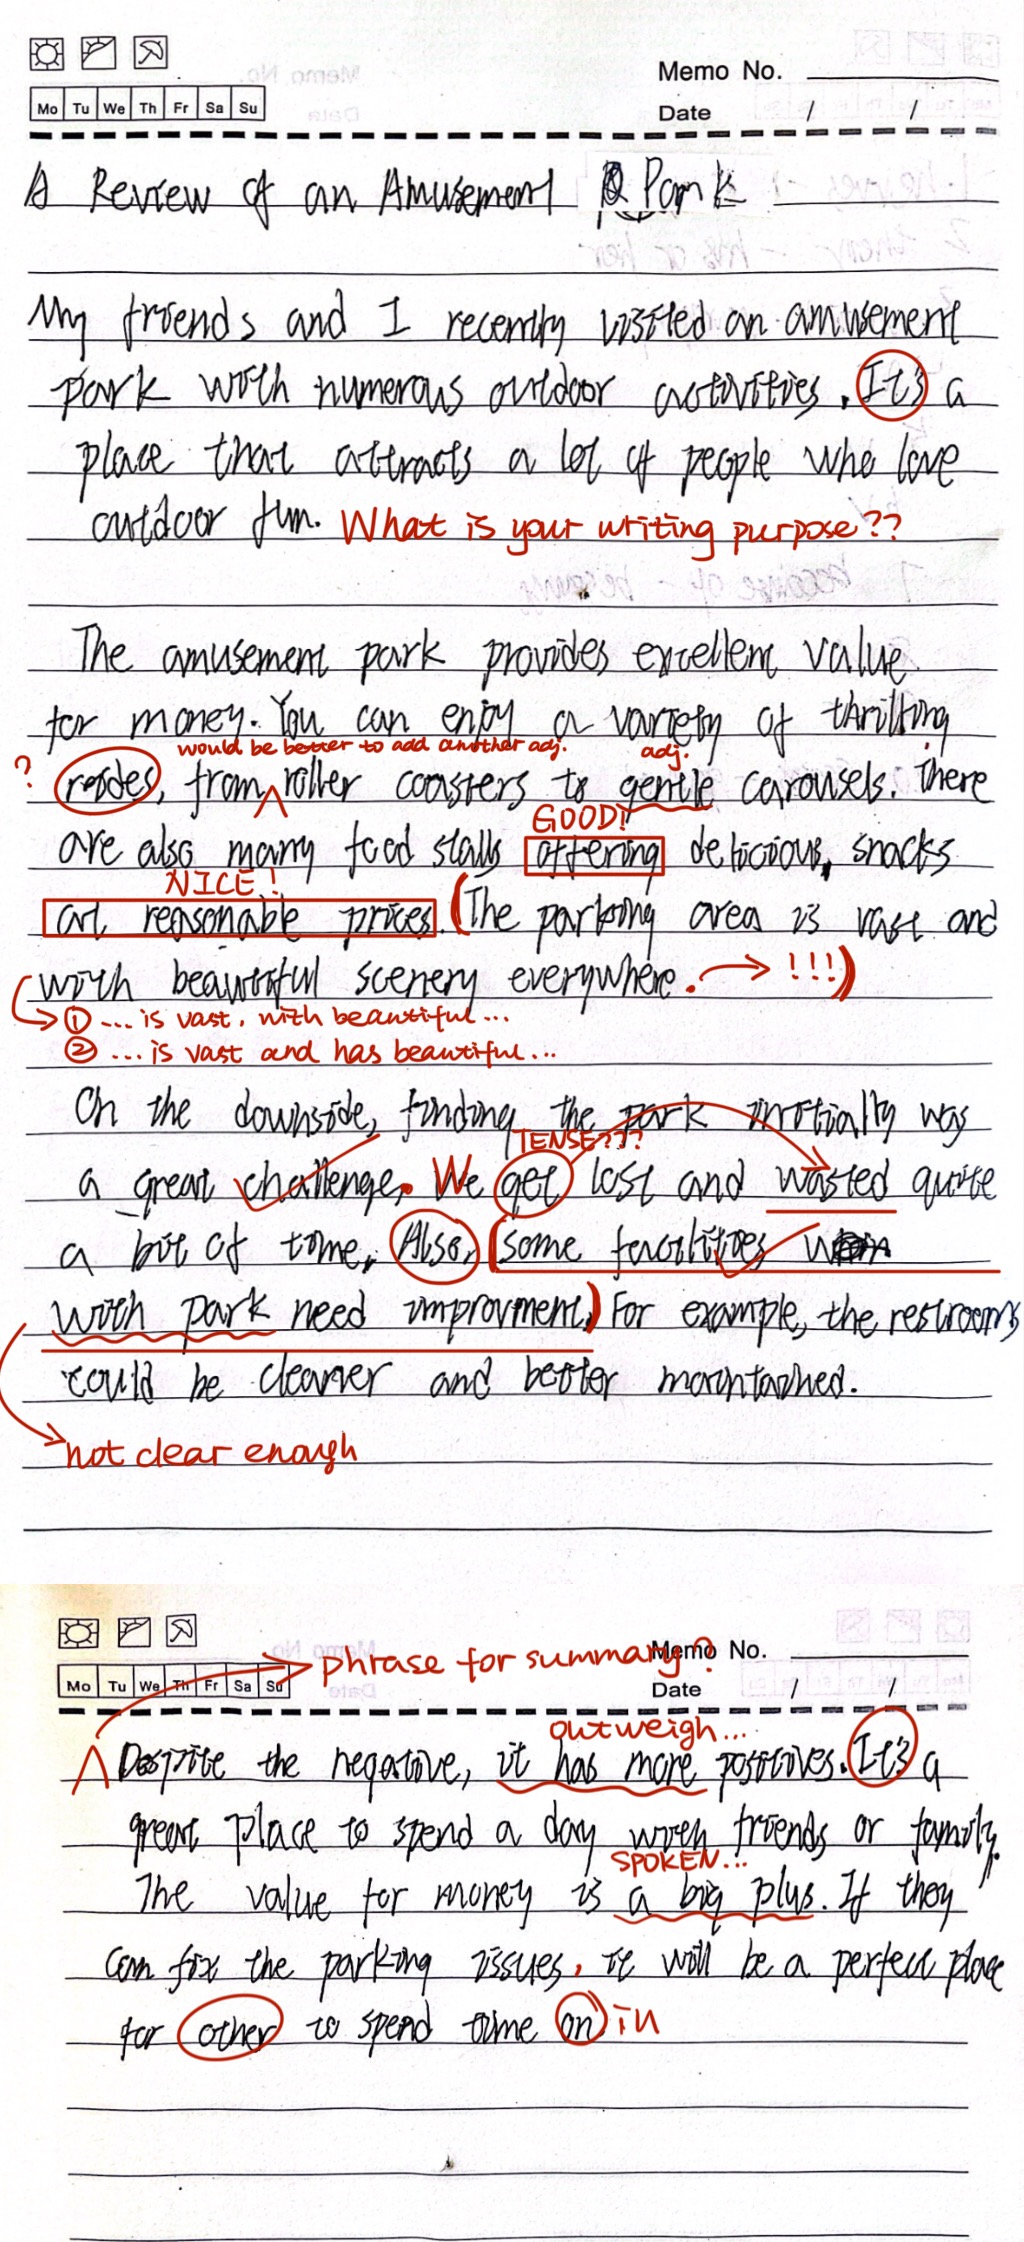 Memo No.
Mo Tu We Th Fr Sa Su
Date / /
A Review of an Amusement Park
My friends and I recently visited an amusement
park with numerous outdoor activities. It's a
place that attracts a lot of people who love
outdoor fun. What is your writing purpose??
The amusement park provides excellent value
for money. You can enjoy a variety of thrilling
would be better to add another adj. adj.
? reides, from ∧ roller coasters to gentle carousels. There
GOOD!
are also many food stalls offering delicious, snacks
NICE!
at reasonable prices. (The parking area is vast and
with beautiful scenery everywhere. → !!!)
① ... is vast, with beautiful...
② ... is vast and has beautiful...
On the downside, finding the park initially was
TENSE???
a great challenge. We get lost and wasted quite
a bit of time. Also, (some facilities
with park need improvment.) For example, the restrooms
could be cleaner and better maintained.
not clear enough
Memo No.
phrase for summary?
Mo Tu We Th Fr Sa Su
Date / /
outweigh...
∧ Despite the negative, it has more positives. It's a
great place to spend a day with friends or family.
SPOKEN...
The value for money is a big plus. If they
can fix the parking issues, it will be a perfect place
for other to spend time on in